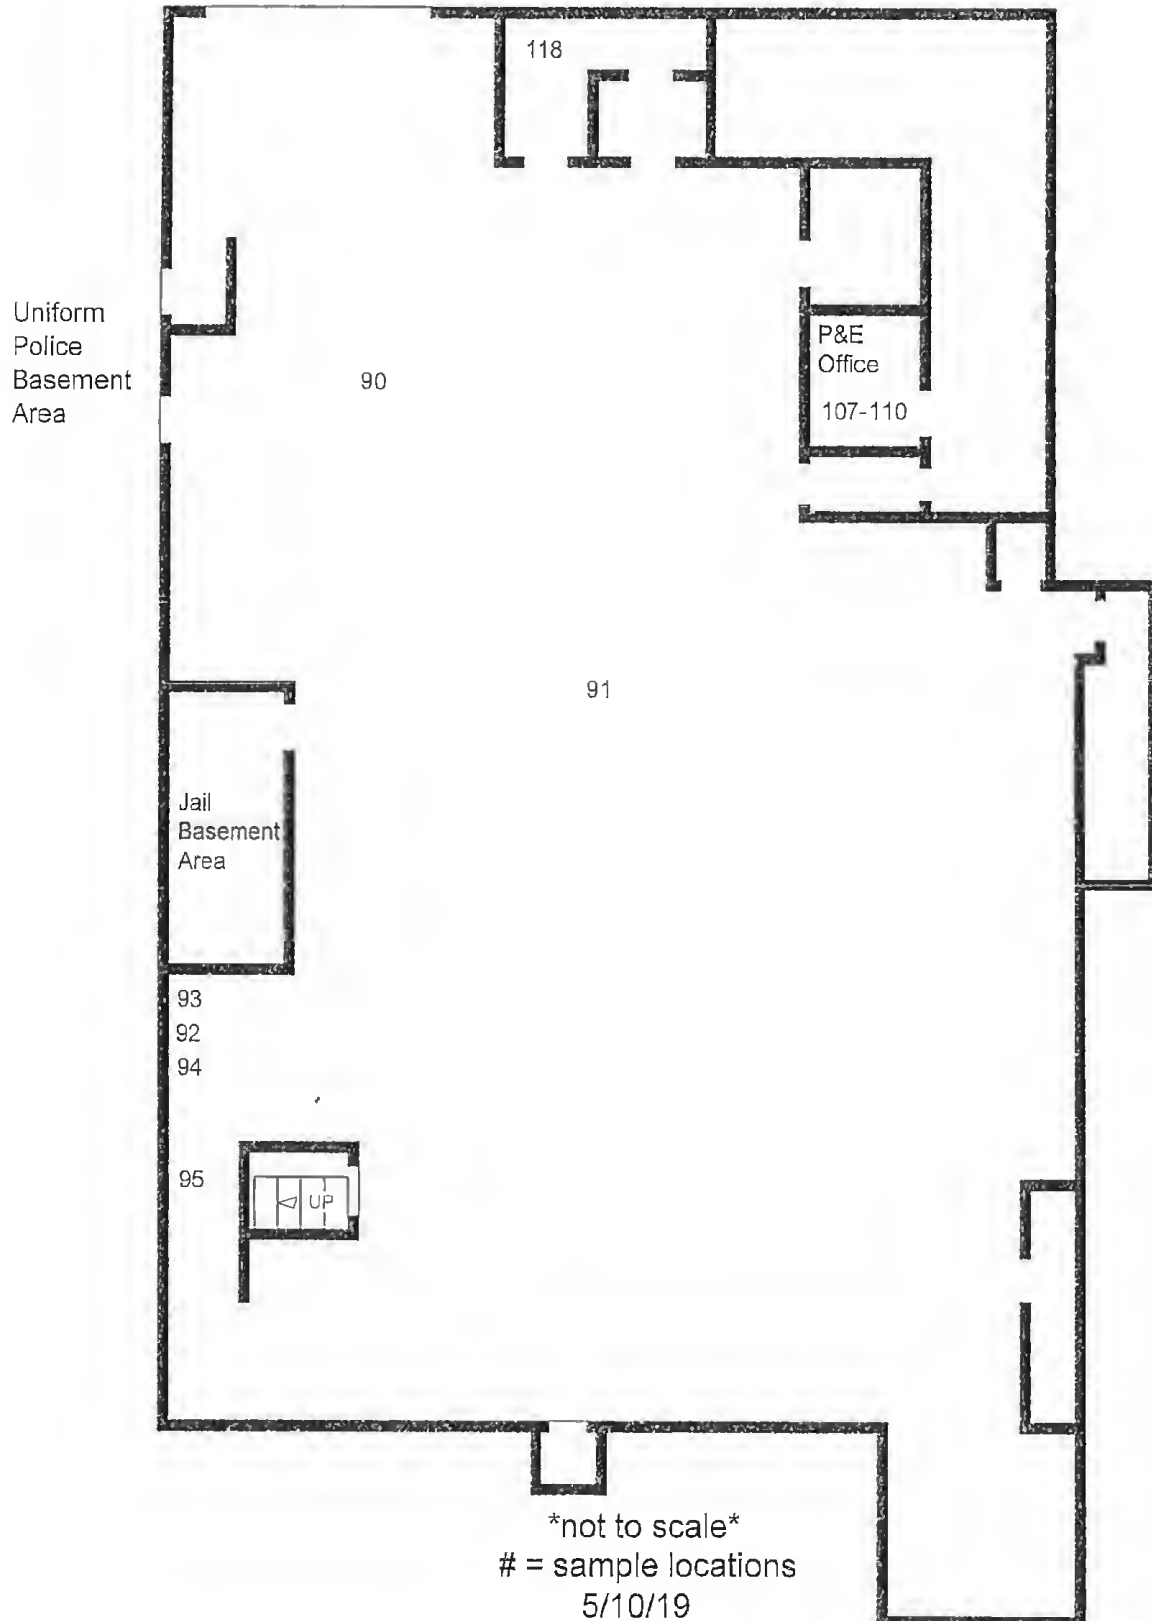 118
Uniform
Police
Basement
Area
90
P&E
Office
107-110
91
Jail
Basement
Area
93
92
94
95
UP
*not to scale*
# = sample locations
5/10/19